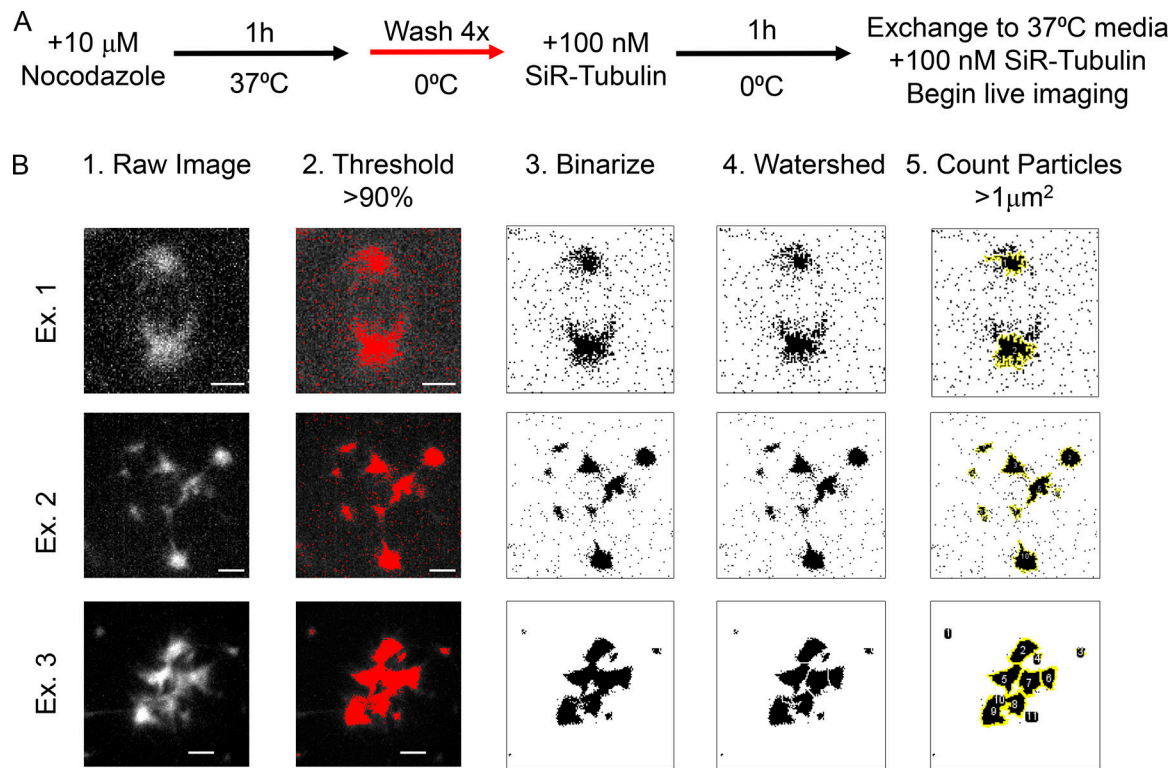 A
+10 μM
Nocodazole
1h
37ºC
Wash 4x
0ºC
+100 nM
SiR-Tubulin
1h
0ºC
Exchange to 37ºC media
+100 nM SiR-Tubulin
Begin live imaging
B
1. Raw Image
2. Threshold
>90%
3. Binarize
4. Watershed
5. Count Particles
>1μm²
Ex. 1
Ex. 2
10
Ex. 3
1
2
3
4
5
6
7
8
9
10
11